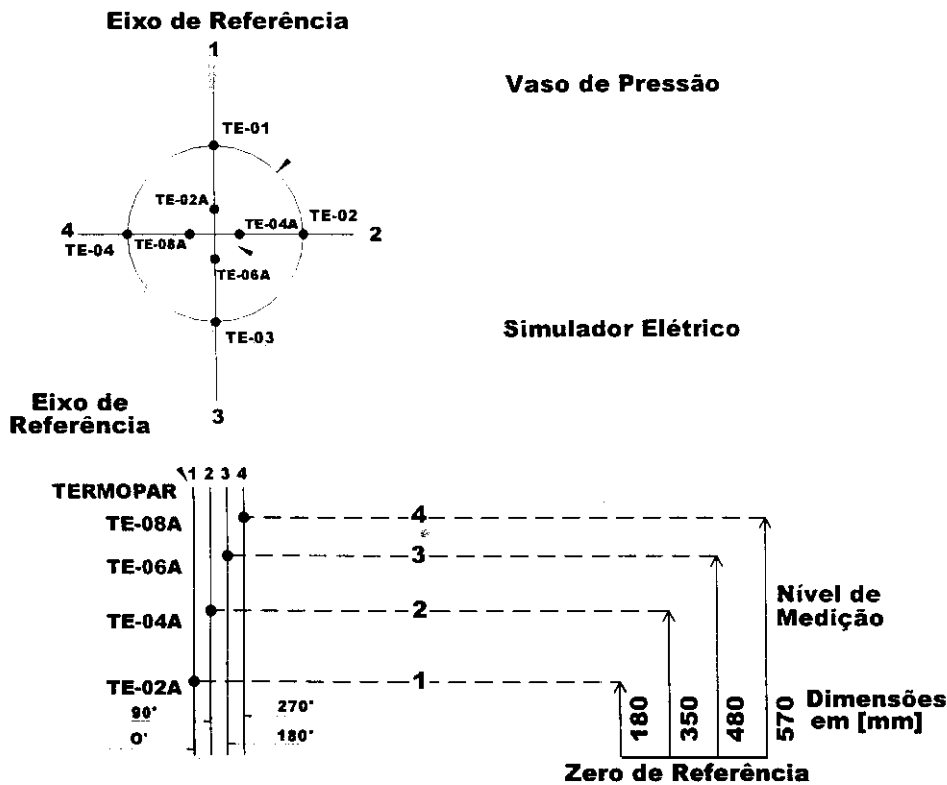 Eixo de Referência
1
Vaso de Pressão
TE-01
TE-02A
TE-04A
TE-02
4
2
TE-04
TE-08A
TE-06A
TE-03
Simulador Elétrico
Eixo de
Referência
3
1 2 3 4
TERMOPAR
TE-08A
4
TE-06A
3
Nível de
Medição
TE-04A
2
TE-02A
1
90°
0°
270°
180°
180
350
480
570
Dimensões
em [mm]
Zero de Referência